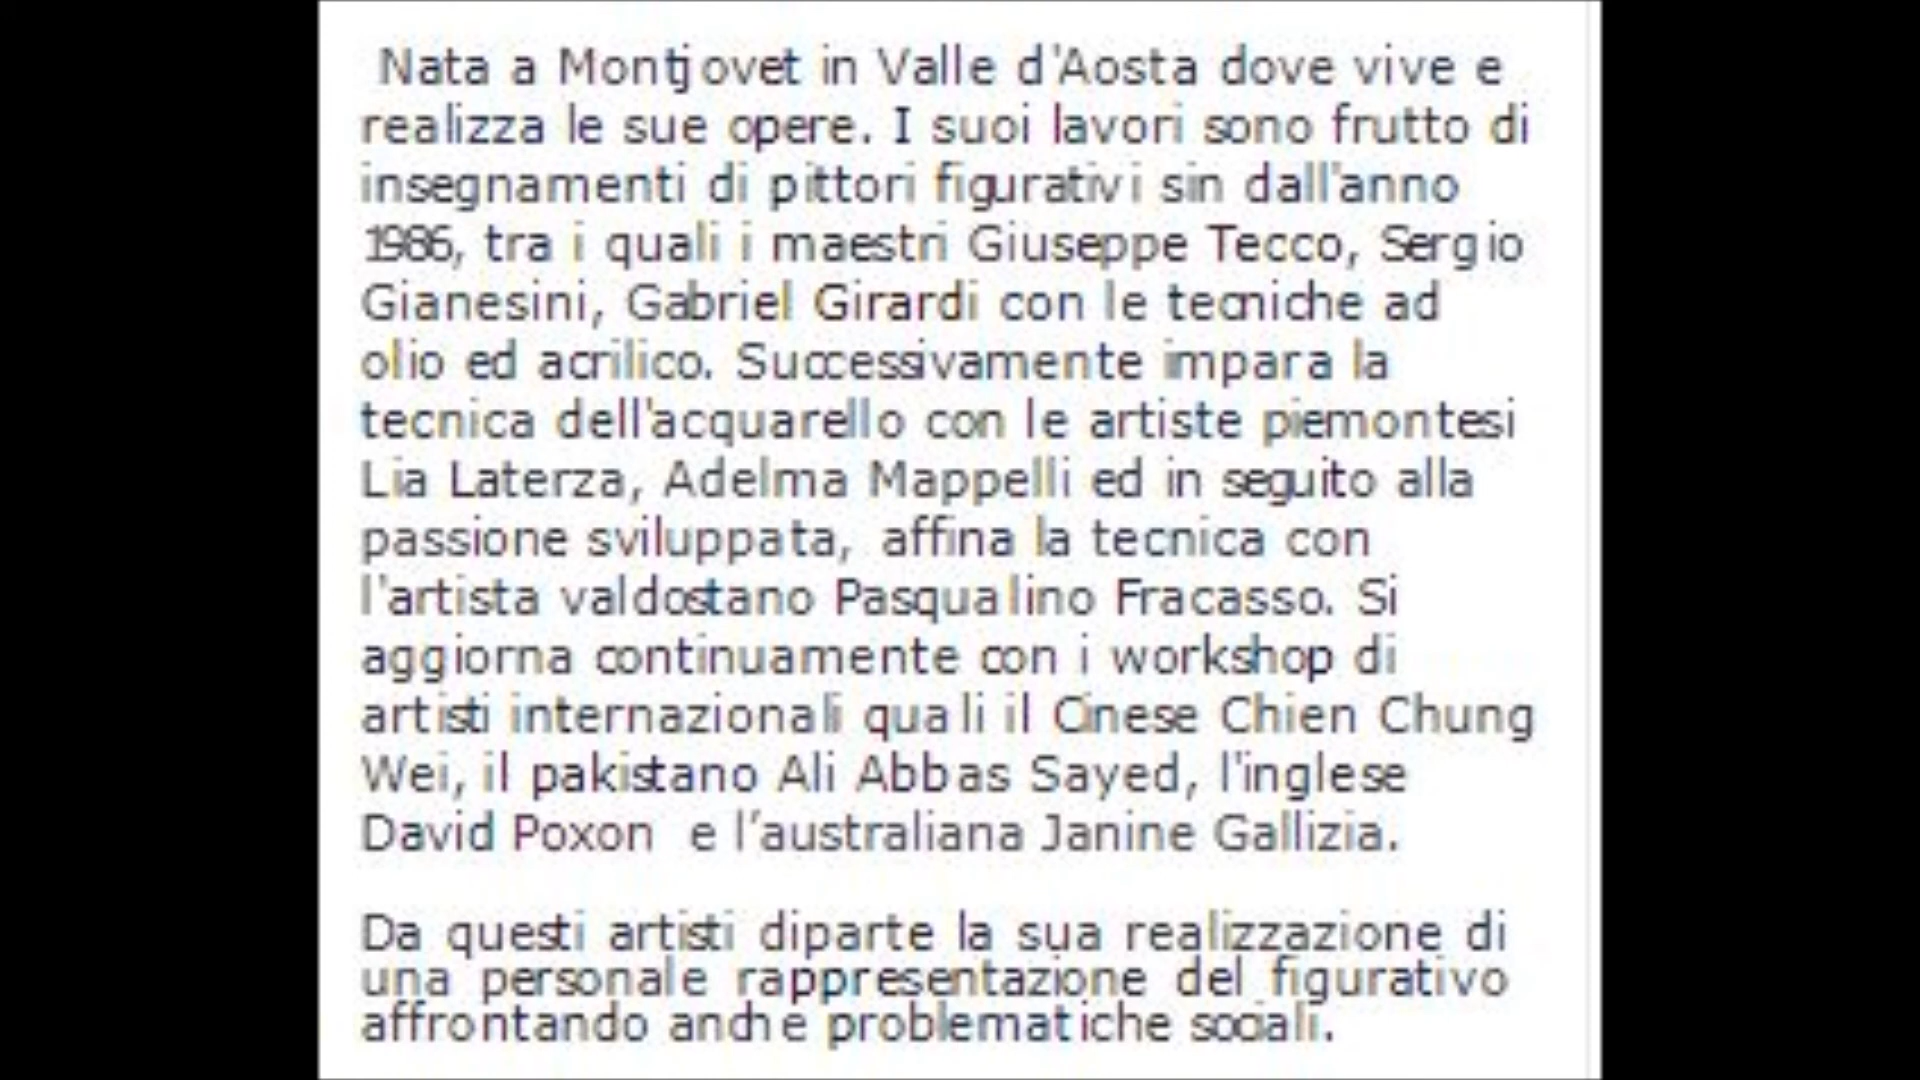 Nata a Montjovet in Valle d'Aosta dove vive e
realizza le sue opere. I suoi lavori sono frutto di
insegnamenti di pittori figurativi sin dall'anno
1986, tra i quali i maestri Giuseppe Tecco, Sergio
Gianesini, Gabriel Girardi con le tecniche ad
olio ed acrilico. Successivamente impara la
tecnica dell'acquarello con le artiste piemontesi
Lia Laterza, Adelma Mappelli ed in seguito alla
passione sviluppata, affina la tecnica con
l'artista valdostano Pasqualino Fracasso. Si
aggiorna continuamente con i workshop di
artisti internazionali quali il Cinese Chien Chung
Wei, il pakistano Ali Abbas Sayed, l'inglese
David Poxon e l’australiana Janine Gallizia.
Da questi artisti diparte la sua realizzazione di
una personale rappresentazione del figurativo
affrontando anche problematiche sociali.